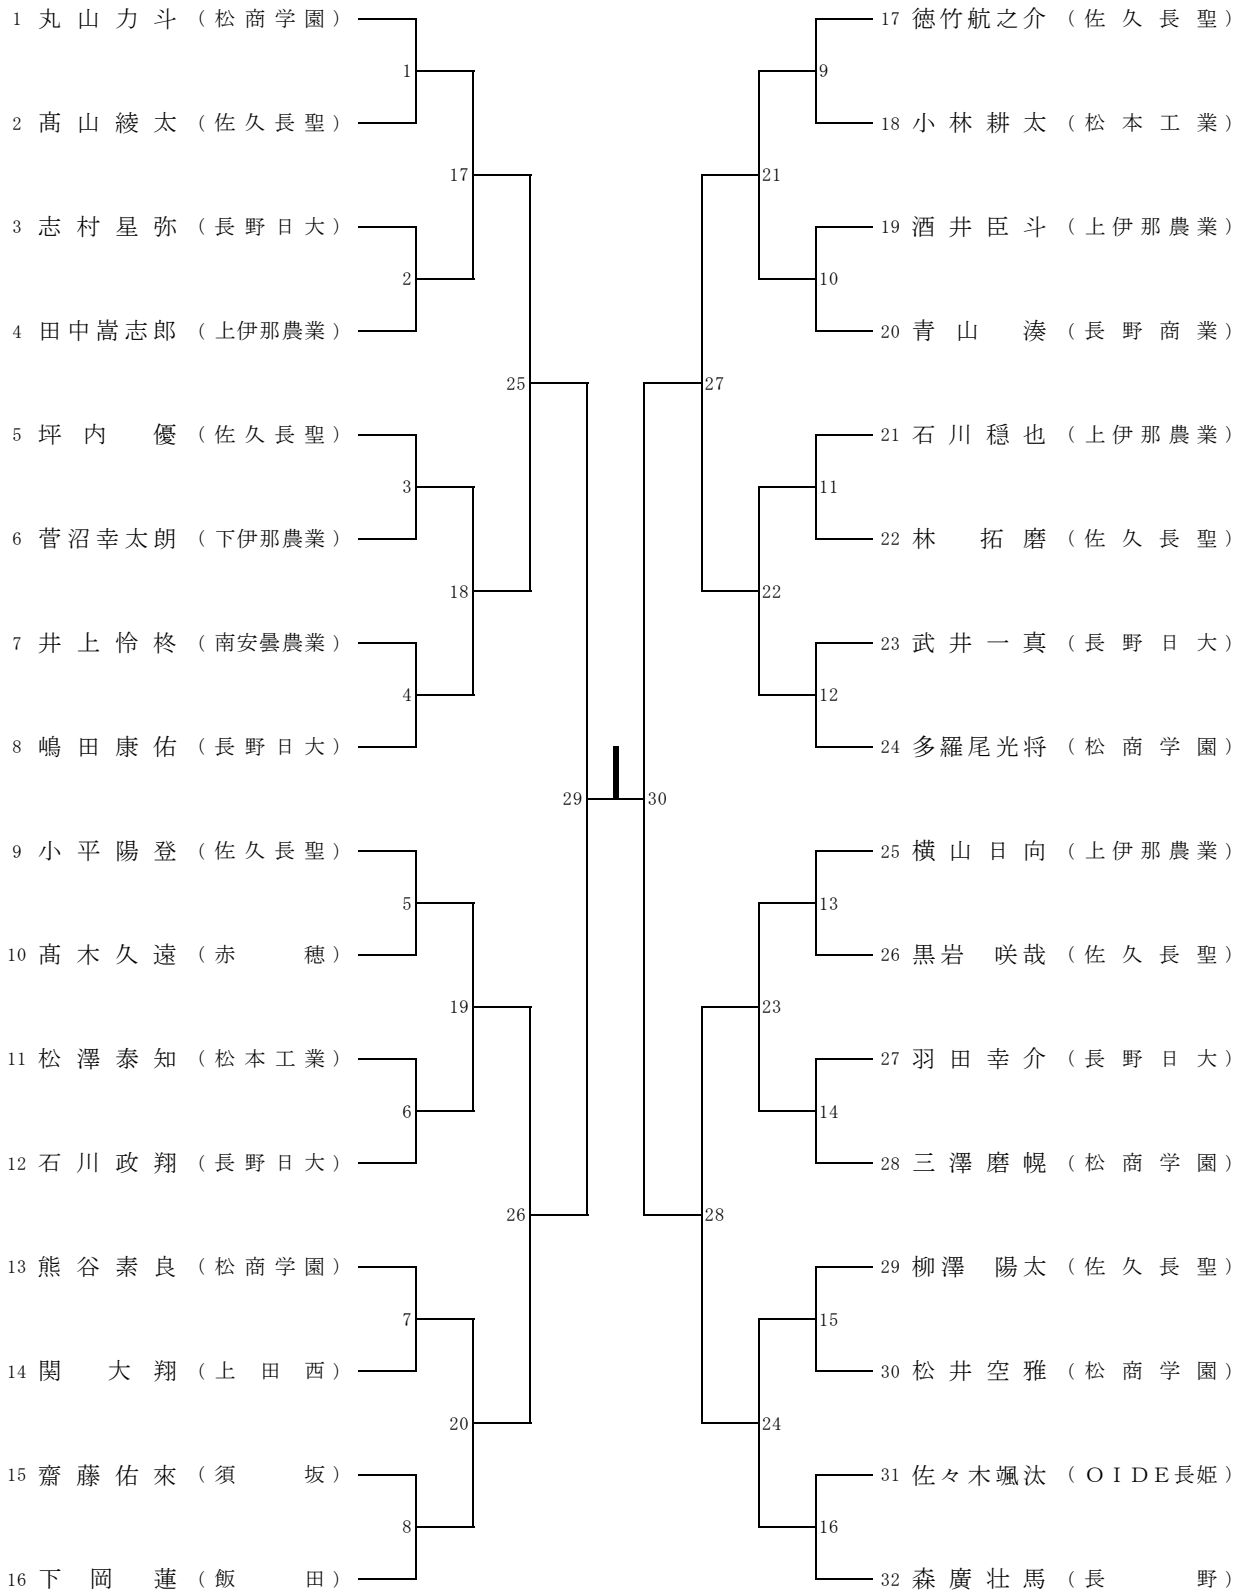 1 丸山力斗 (松商学園)
1
2 髙山綾太 (佐久長聖)
17
3 志村星弥 (長野日大)
2
4 田中嵩志郎 (上伊那農業)
25
5 坪内 優 (佐久長聖)
3
6 菅沼幸太朗 (下伊那農業)
18
7 井上怜柊 (南安曇農業)
4
8 嶋田康佑 (長野日大)
29
9 小平陽登 (佐久長聖)
5
10 髙木久遠 (赤 穂)
19
11 松澤泰知 (松本工業)
6
12 石川政翔 (長野日大)
26
13 熊谷素良 (松商学園)
7
14 関 大翔 (上田西)
20
15 齋藤佑來 (須 坂)
8
16 下岡 蓮 (飯 田)
17 徳竹航之介 (佐久長聖)
9
18 小林耕太 (松本工業)
21
19 酒井臣斗 (上伊那農業)
10
20 青山 湊 (長野商業)
27
21 石川穏也 (上伊那農業)
11
22 林 拓磨 (佐久長聖)
22
23 武井一真 (長野日大)
12
24 多羅尾光将 (松商学園)
30
25 横山日向 (上伊那農業)
13
26 黒岩 咲哉 (佐久長聖)
23
27 羽田幸介 (長野日大)
14
28 三澤磨幌 (松商学園)
28
29 柳澤 陽太 (佐久長聖)
15
30 松井空雅 (松商学園)
24
31 佐々木颯汰 (ＯＩＤＥ長姫)
16
32 森廣壮馬 (長 野)